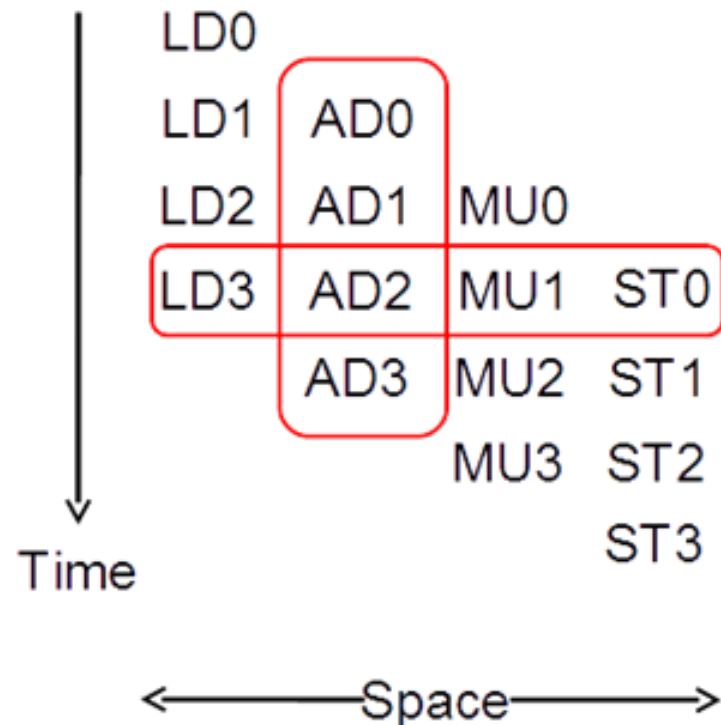 LD0
LD1 AD0
LD2 AD1 MU0
LD3 AD2 MU1 ST0
AD3 MU2 ST1
MU3 ST2
ST3
Time
Space